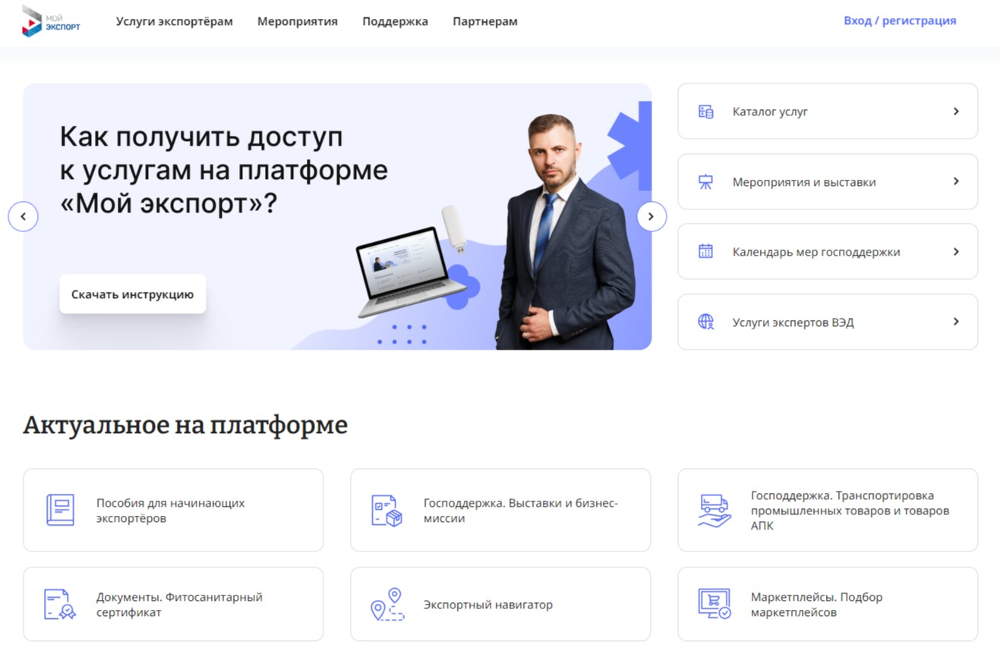 МОЙ
ЭКСПОРТ
Услуги экспортёрам
Мероприятия
Поддержка
Партнерам
Вход / регистрация
Как получить доступ
к услугам на платформе
«Мой экспорт»?
Скачать инструкцию
Каталог услуг
Мероприятия и выставки
Календарь мер господдержки
Услуги экспертов ВЭД
Актуальное на платформе
Пособия для начинающих
экспортёров
Господдержка. Выставки и бизнес-
миссии
Господдержка. Транспортировка
промышленных товаров и товаров
АПК
Документы. Фитосанитарный
сертификат
Экспортный навигатор
Маркетплейсы. Подбор
маркетплейсов